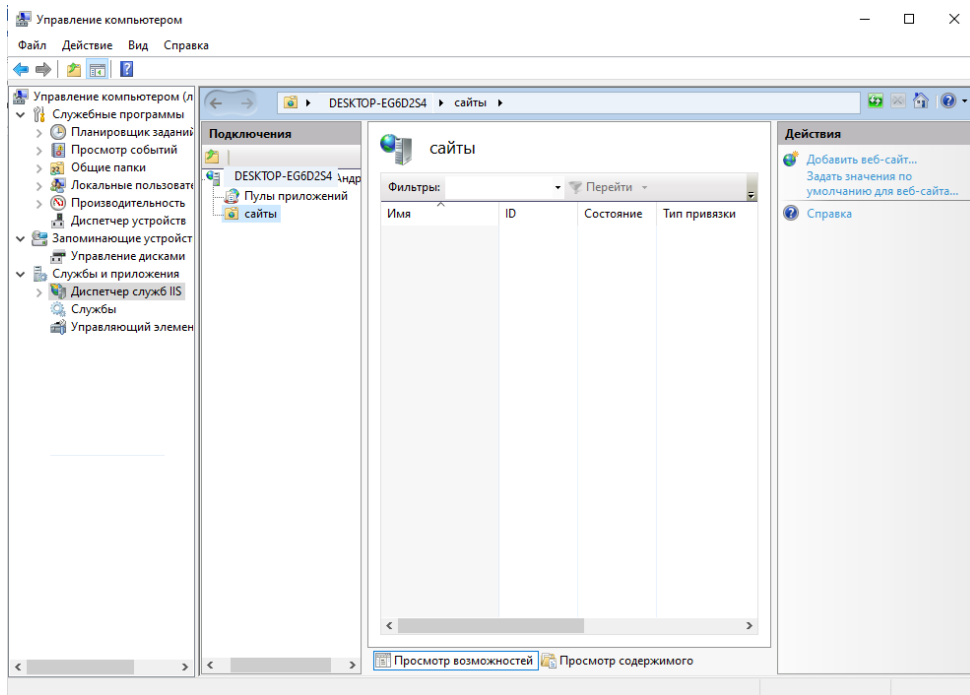 Управление компьютером
Файл Действие Вид Справка
Управление компьютером (л
Служебные программы
Планировщик заданий
Просмотр событий
Общие папки
Локальные пользовате
Производительность
Диспетчер устройств
Запоминающие устройст
Управление дисками
Службы и приложения
Диспетчер служб IIS
Службы
Управляющий элемен
DESKTOP-EG6D2S4 сайты
Подключения
DESKTOP-EG6D2S4 Андр
Пулы приложений
сайты
сайты
Фильтры: Перейти
Имя ID Состояние Тип привязки
Просмотр возможностей Просмотр содержимого
Действия
Добавить веб-сайт...
Задать значения по
умолчанию для веб-сайта...
Справка